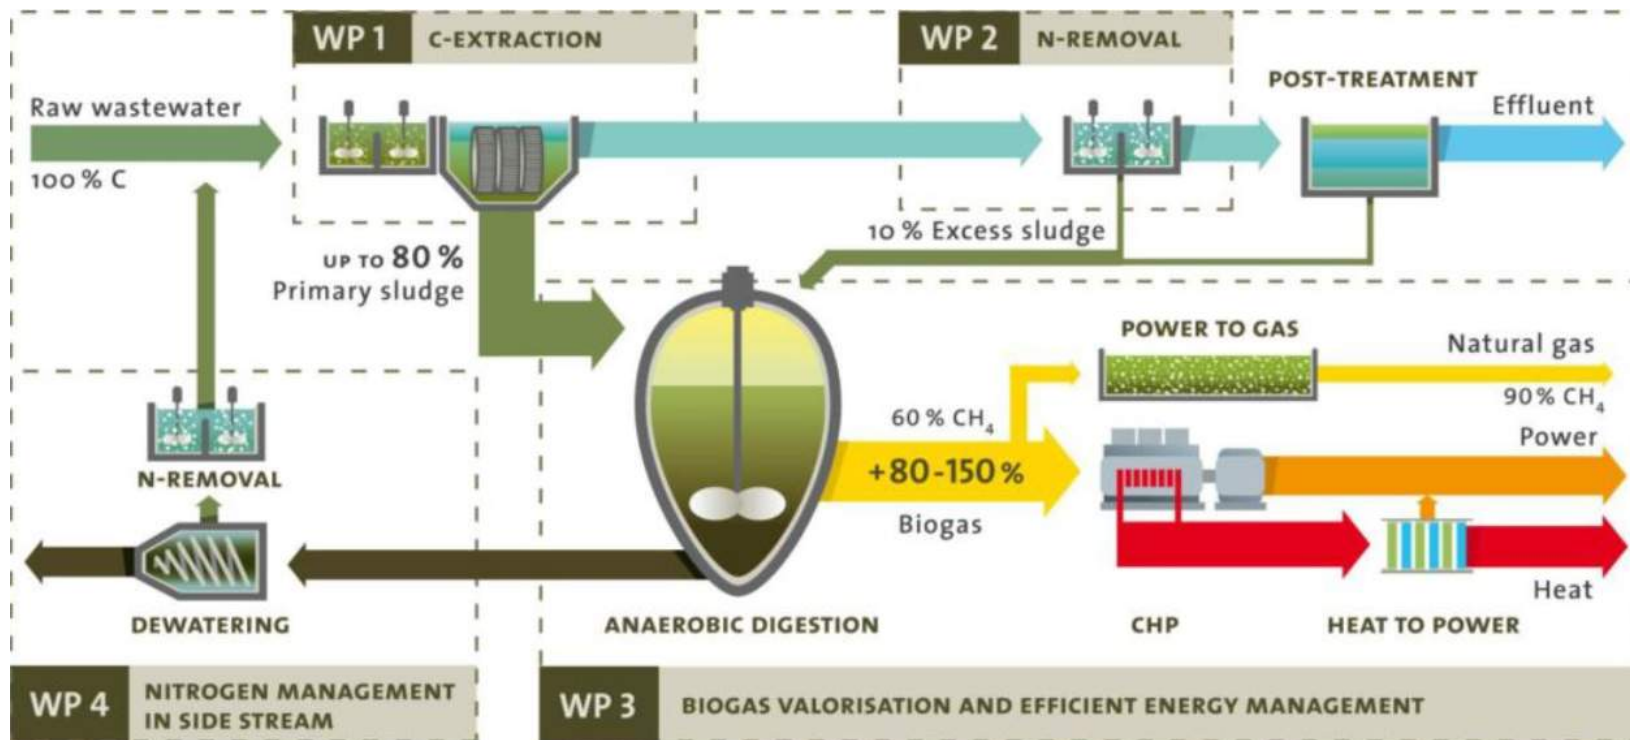 WP 1
C-EXTRACTION
WP 2
N-REMOVAL
POST-TREATMENT
Raw wastewater
100 % C
Effluent
10 % Excess sludge
UP TO 80 %
Primary sludge
POWER TO GAS
Natural gas
90% CH₄
60 % CH₄
+80-150 %
Biogas
Power
N-REMOVAL
Heat
DEWATERING
ANAEROBIC DIGESTION
CHP
HEAT TO POWER
WP 4
NITROGEN MANAGEMENT
IN SIDE STREAM
WP 3
BIOGAS VALORISATION AND EFFICIENT ENERGY MANAGEMENT